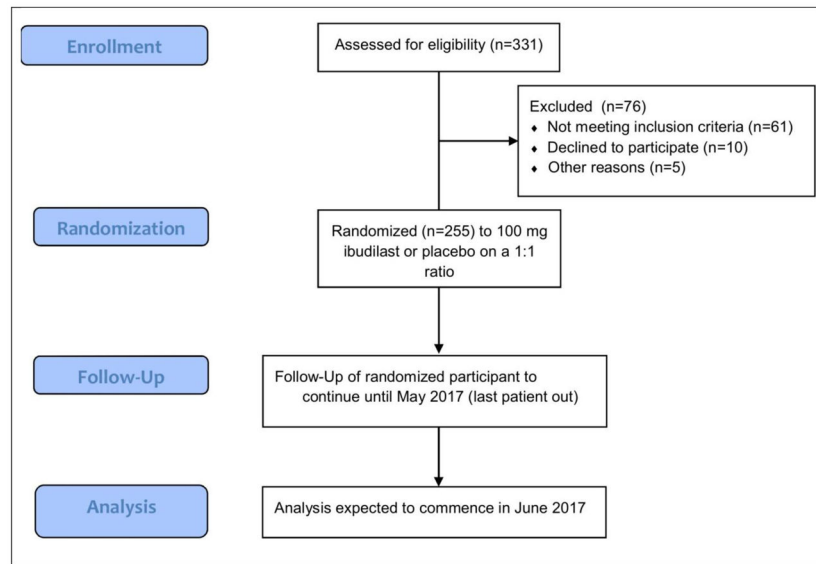 Enrollment
Assessed for eligibility (n=331)
Excluded (n=76)
♦ Not meeting inclusion criteria (n=61)
♦ Declined to participate (n=10)
♦ Other reasons (n=5)
Randomization
Randomized (n=255) to 100 mg
ibudilast or placebo on a 1:1
ratio
Follow-Up
Follow-Up of randomized participant to
continue until May 2017 (last patient out)
Analysis
Analysis expected to commence in June 2017